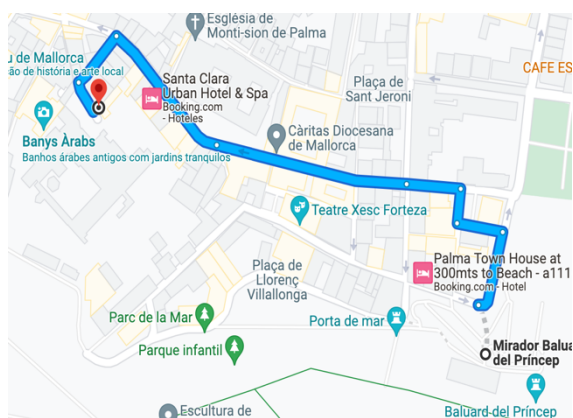 Església de
Monti-sion de Palma
u de Mallorca
ão de història e arte local
Santa Clara
Urban Hotel & Spa
Booking.com
- Hoteles
Plaça de
Sant Jeroni
CAFE ES
Banys Àrabs
Banhos árabes antigos com jardins tranquilos
Càritas Diocesana
de Mallorca
Teatre Xesc Forteza
Palma Town House at
300mts to Beach - a111
Booking.com - Hotel
Plaça de
Llorenç
Villallonga
Parc de la Mar
Porta de mar
Parque infantil
Mirador Balua
del Príncep
Baluard del Príncep
Escultura de